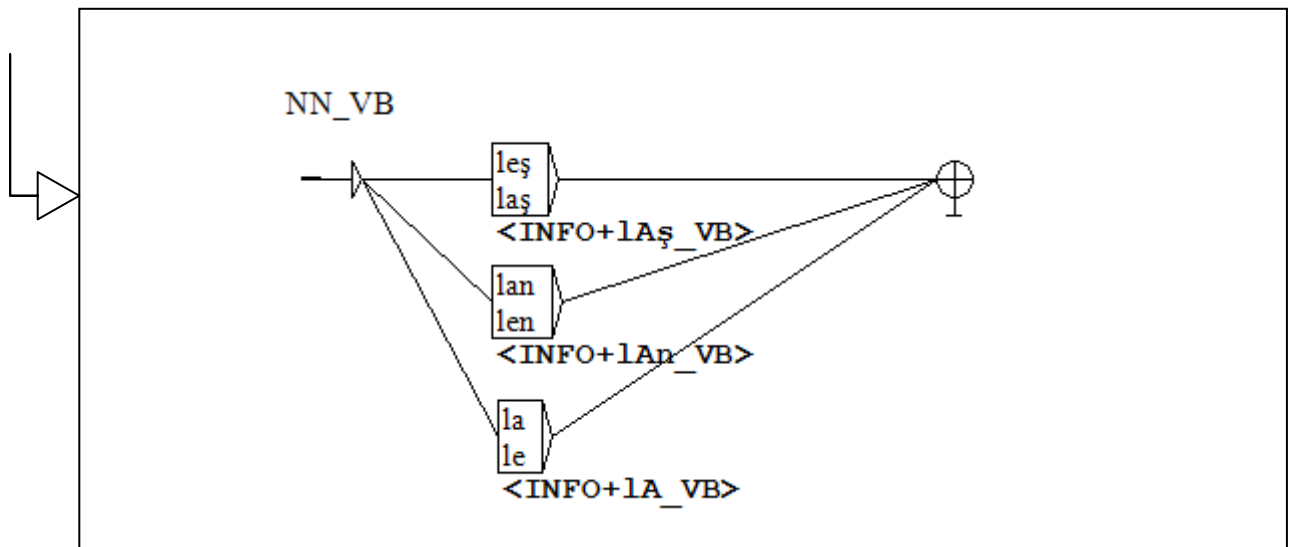 NN_VB
leş
laş
<INFO+lAş_VB>
lan
len
<INFO+lAn_VB>
la
le
<INFO+lA_VB>